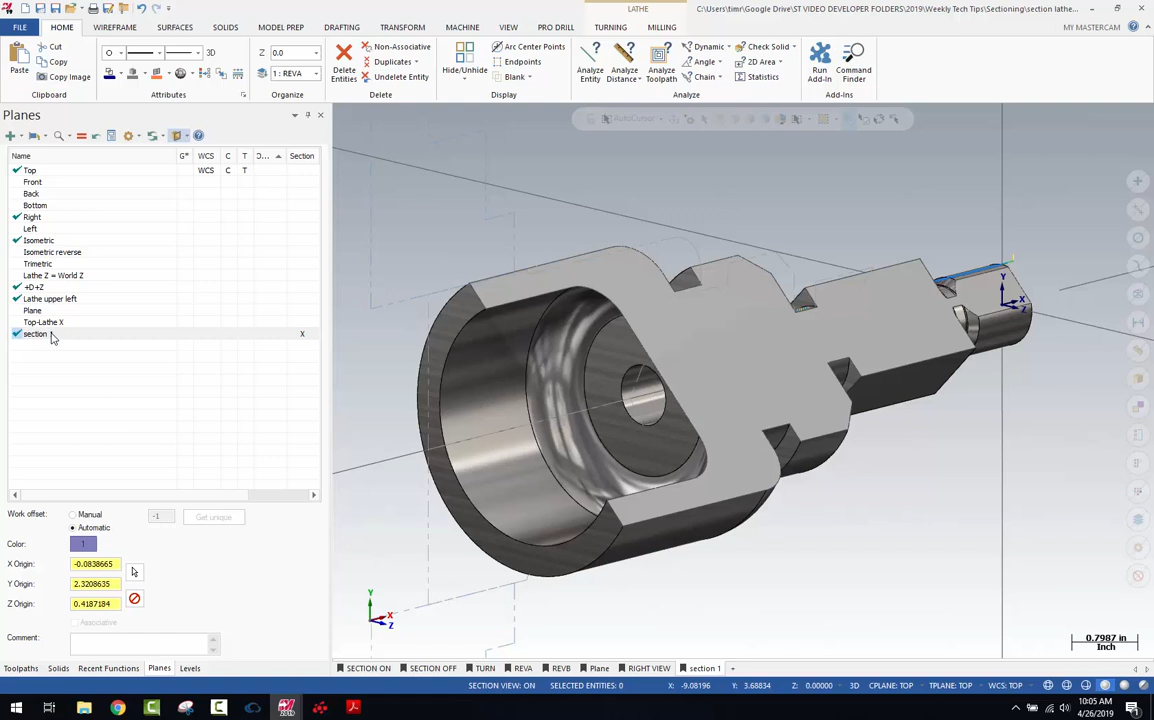 LATHE
C:\Users\timr\Google Drive\ST VIDEO DEVELOPER FOLDERS\2019\Weekly Tech Tips\Sectioning\section lathe...
FILE HOME WIREFRAME SURFACES SOLIDS MODEL PREP DRAFTING TRANSFORM MACHINE VIEW PRO DRILL TURNING MILLING MY MASTERCAM
Paste Cut Copy Copy Image
Clipboard
3D
Attributes
Z 0.0
1 : REVA
Organize
Delete Entities Non-Associative Duplicates Undelete Entity
Delete
Hide/Unhide Arc Center Points Endpoints Blank
Display
Analyze Entity Analyze Distance Analyze Toolpath Dynamic Angle Chain Check Solid 2D Area Statistics
Analyze
Run Add-In Command Finder
Add-Ins
Planes
AutoCursor
Name G* WCS C T Section
Top WCS C T
Front
Back
Bottom
Right
Left
Isometric
Isometric reverse
Trimetric
Lathe Z = World Z
+D+Z
Lathe upper left
Plane
Top-Lathe X
section X
Work offset: Manual -1 Get unique
Automatic
Color: 1
X Origin: -0.0838665
Y Origin: 2.3208635
Z Origin: 0.4187184
Associative
Comment:
Y
X
Z
Y
X
Z
0.7987 in
Inch
Toolpaths Solids Recent Functions Planes Levels
SECTION ON SECTION OFF TURN REVA REVB Plane RIGHT VIEW section 1 +
SECTION VIEW: ON SELECTED ENTITIES: 0 X: -9.08196 Y: 3.68834 Z: 0.00000 3D CPLANE: TOP TPLANE: TOP WCS: TOP
10:05 AM
4/26/2019